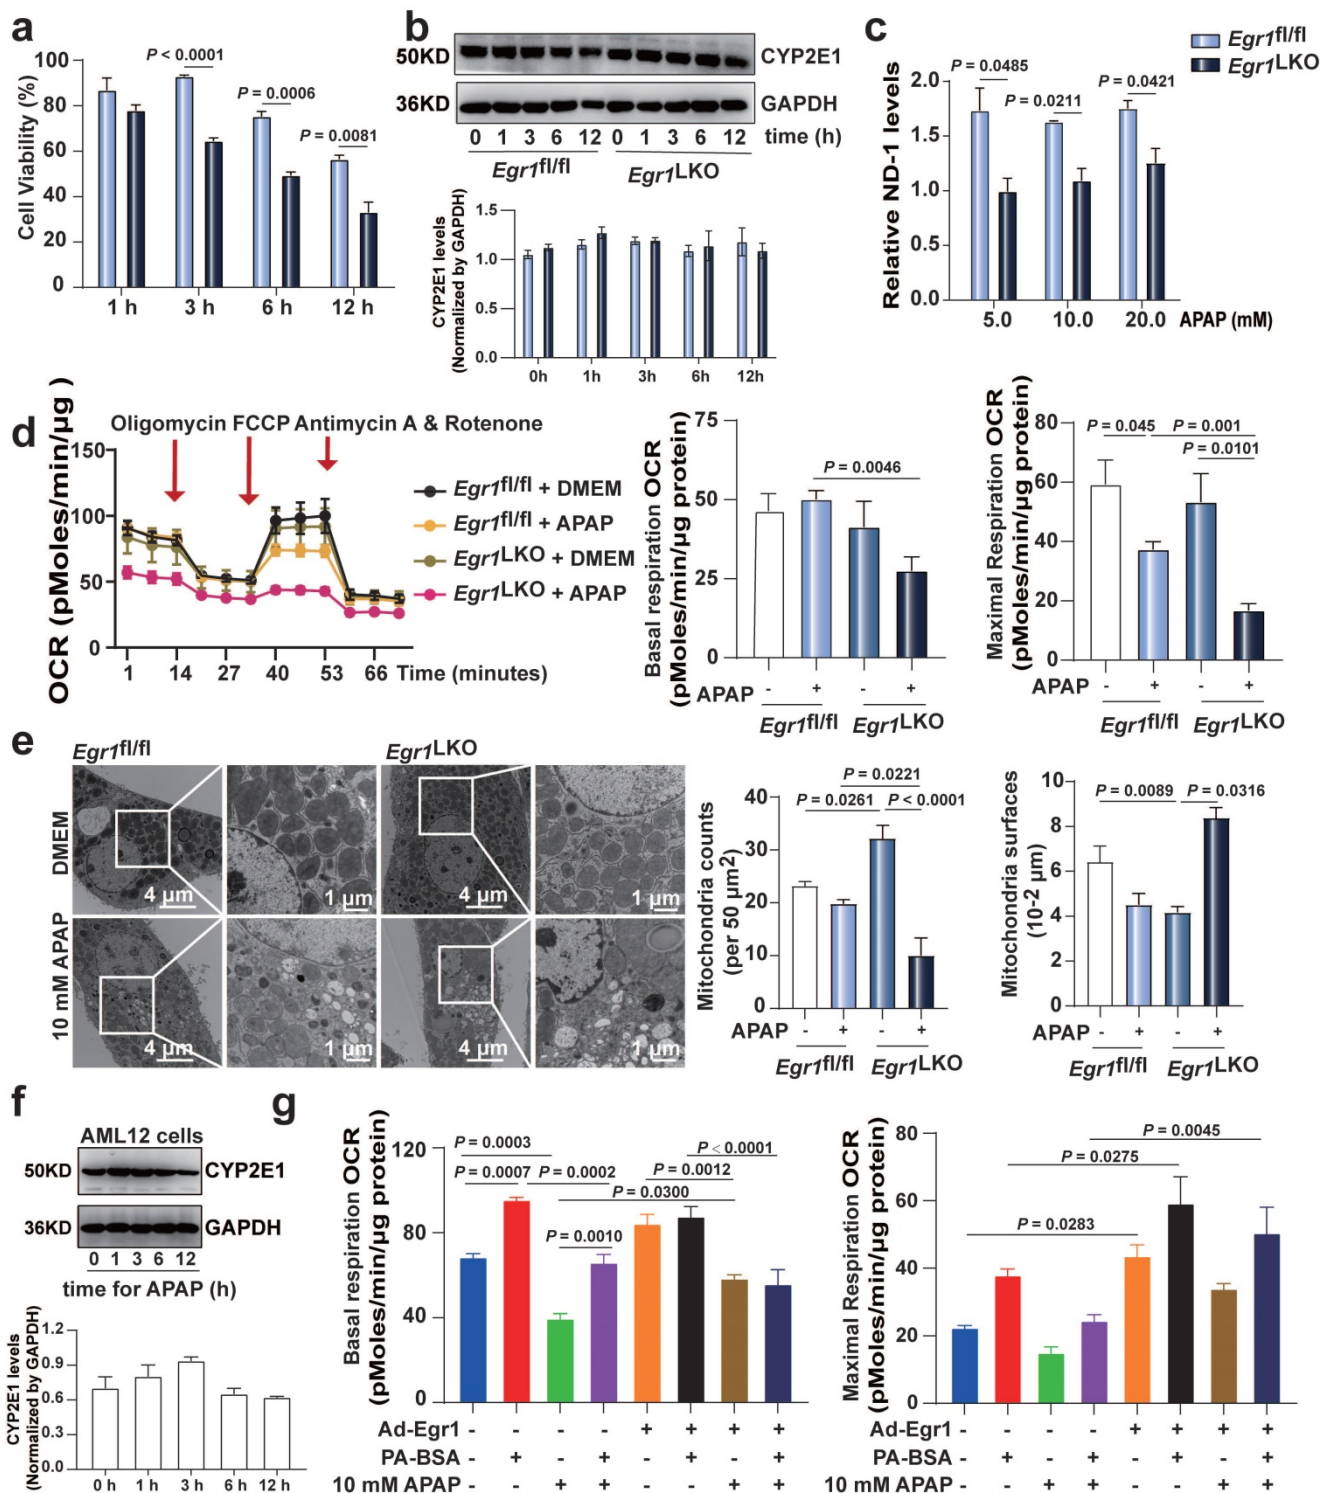 a
Cell Viability (%)
100
80
60
40
20
0
P < 0.0001
P = 0.0006
P = 0.0081
1 h 3 h 6 h 12 h
b
50KD CYP2E1
36KD GAPDH
0 1 3 6 12 0 1 3 6 12 time (h)
Egr1fl/fl Egr1LKO
CYP2E1 levels
(Normalized by GAPDH)
1.5
1.0
0.5
0.0
0h 1h 3h 6h 12h
c
Egr1fl/fl
Egr1LKO
Relative ND-1 levels
2.0
1.5
1.0
0.5
0.0
P = 0.0485
P = 0.0211
P = 0.0421
5.0 10.0 20.0 APAP (mM)
d
Oligomycin FCCP Antimycin A & Rotenone
OCR (pMoles/min/µg )
150
100
50
0
1 14 27 40 53 66 Time (minutes)
Egr1fl/fl + DMEM
Egr1fl/fl + APAP
Egr1LKO + DMEM
Egr1LKO + APAP
Basal respiration OCR
(pMoles/min/µg protein)
75
50
25
0
P = 0.0046
APAP - + - +
Egr1fl/fl Egr1LKO
Maximal Respiration OCR
(pMoles/min/µg protein)
80
60
40
20
0
P = 0.045 P = 0.001
P = 0.0101
APAP - + - +
Egr1fl/fl Egr1LKO
e
Egr1fl/fl Egr1LKO
DMEM
4 µm 1 µm 4 µm 1 µm
10 mM APAP
4 µm 1 µm 4 µm 1 µm
Mitochondria counts
(per 50 µm2)
40
30
20
10
0
P = 0.0221
P = 0.0261 P < 0.0001
APAP - + - +
Egr1fl/fl Egr1LKO
Mitochondria surfaces
(10-2 µm)
10
8
6
4
2
0
P = 0.0089 P = 0.0316
APAP - + - +
Egr1fl/fl Egr1LKO
f
AML12 cells
50KD CYP2E1
36KD GAPDH
0 1 3 6 12
time for APAP (h)
CYP2E1 levels
(Normalized by GAPDH)
1.2
0.9
0.6
0.3
0.0
0 h 1 h 3 h 6 h 12 h
g
Basal respiration OCR
(pMoles/min/µg protein)
120
80
40
0
P = 0.0003 P < 0.0001
P = 0.0007 P = 0.0002 P = 0.0012
P = 0.0300
P = 0.0010
Ad-Egr1 - - - - + + + +
PA-BSA - + - + - + - +
10 mM APAP - - + + - - + +
Maximal Respiration OCR
(pMoles/min/µg protein)
80
60
40
20
0
P = 0.0045
P = 0.0275
P = 0.0283
Ad-Egr1 - - - - + + + +
PA-BSA - + - + - + - +
10 mM APAP - - + + - - + +